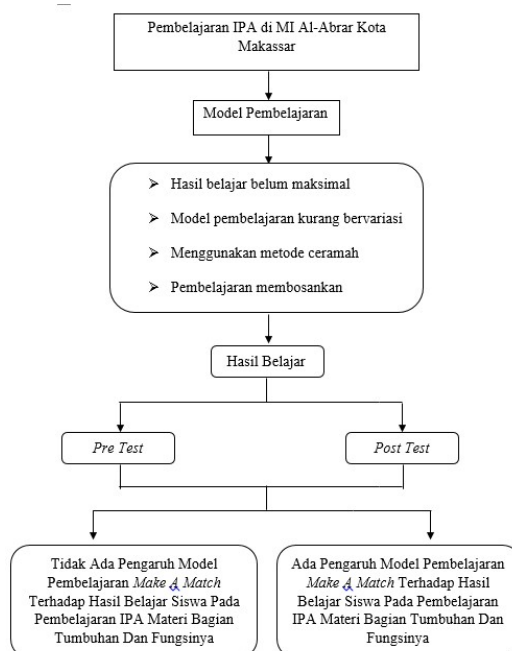 Pembelajaran IPA di MI Al-Abrar Kota
Makassar
Model Pembelajaran
➢ Hasil belajar belum maksimal
➢ Model pembelajaran kurang bervariasi
➢ Menggunakan metode ceramah
➢ Pembelajaran membosankan
Hasil Belajar
Pre Test
Post Test
Tidak Ada Pengaruh Model
Pembelajaran Make A Match
Terhadap Hasil Belajar Siswa Pada
Pembelajaran IPA Materi Bagian
Tumbuhan Dan Fungsinya
Ada Pengaruh Model Pembelajaran
Make A Match Terhadap Hasil
Belajar Siswa Pada Pembelajaran
IPA Materi Bagian Tumbuhan Dan
Fungsinya